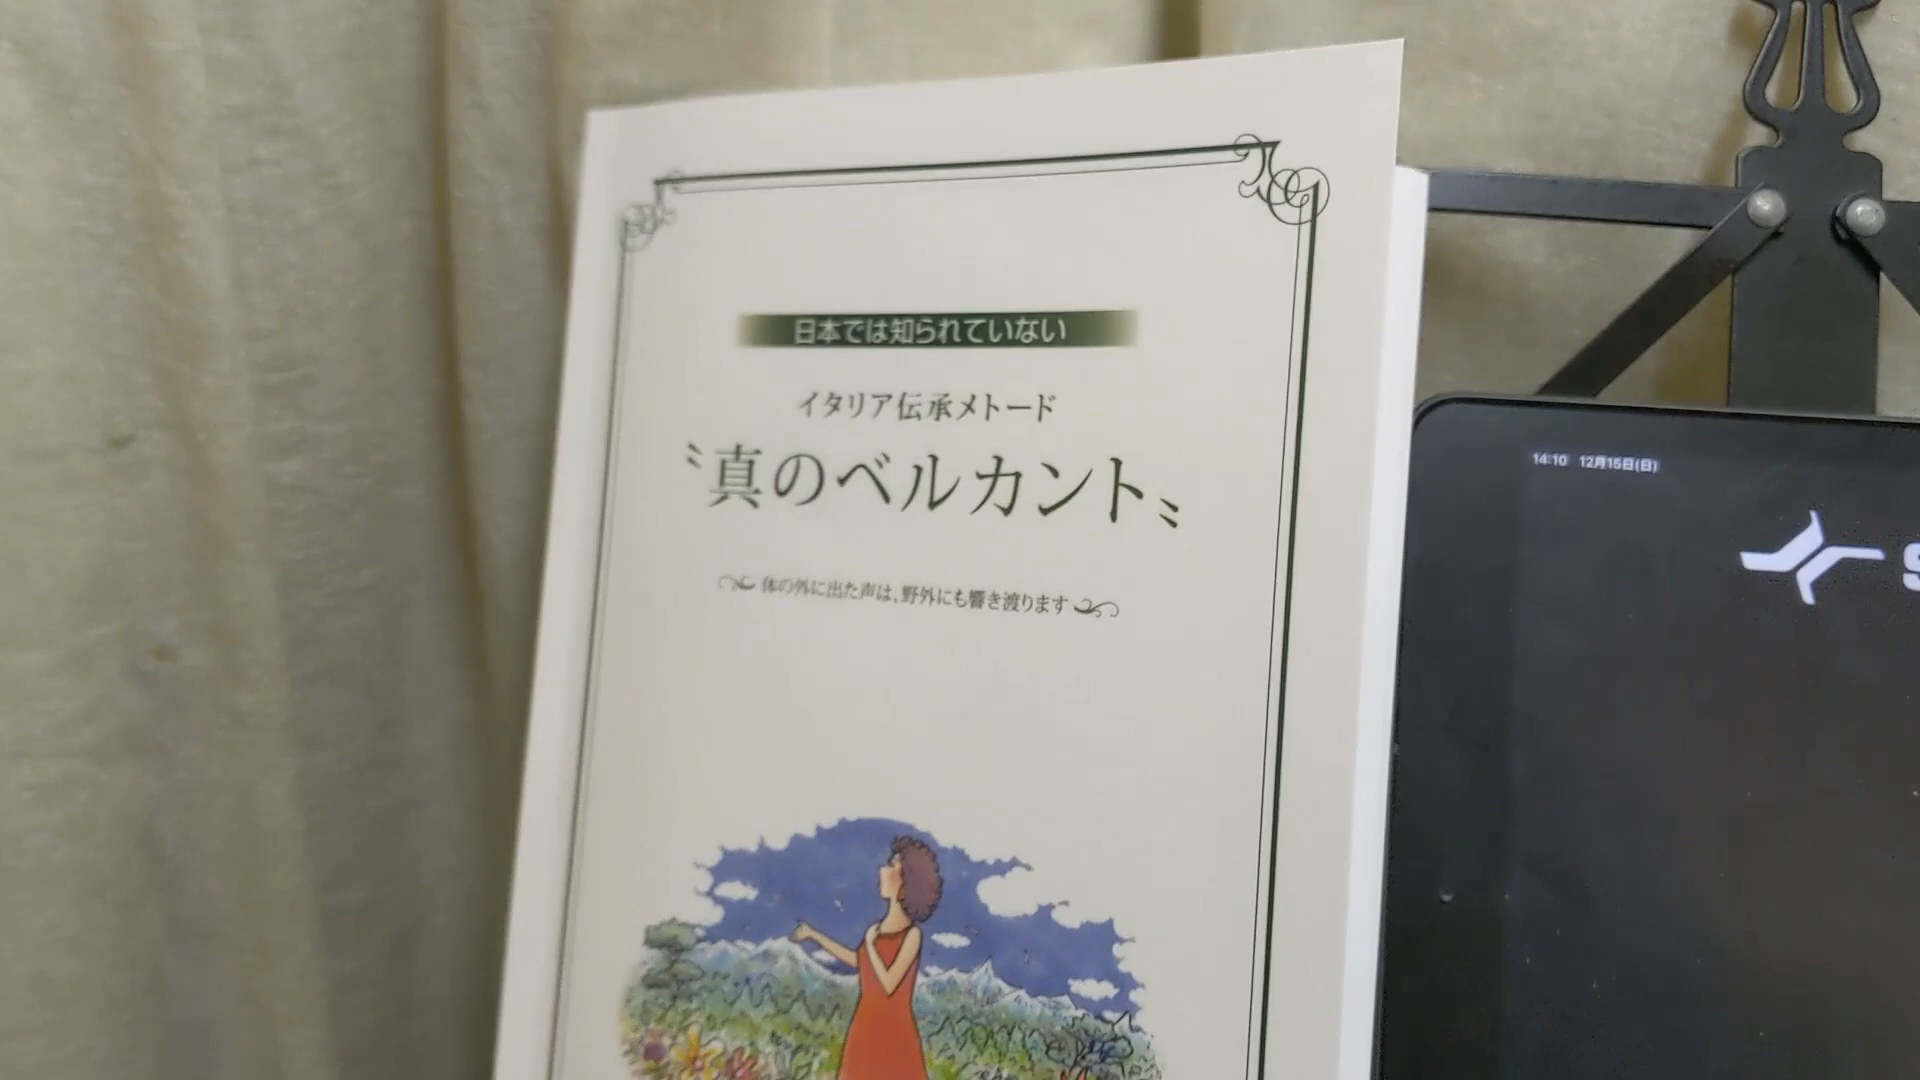 日本では知られていない
イタリア伝承メトード
〝真のベルカント〟
体の外に出た声は、野外にも響き渡ります
14:10 12月15日(日)
S